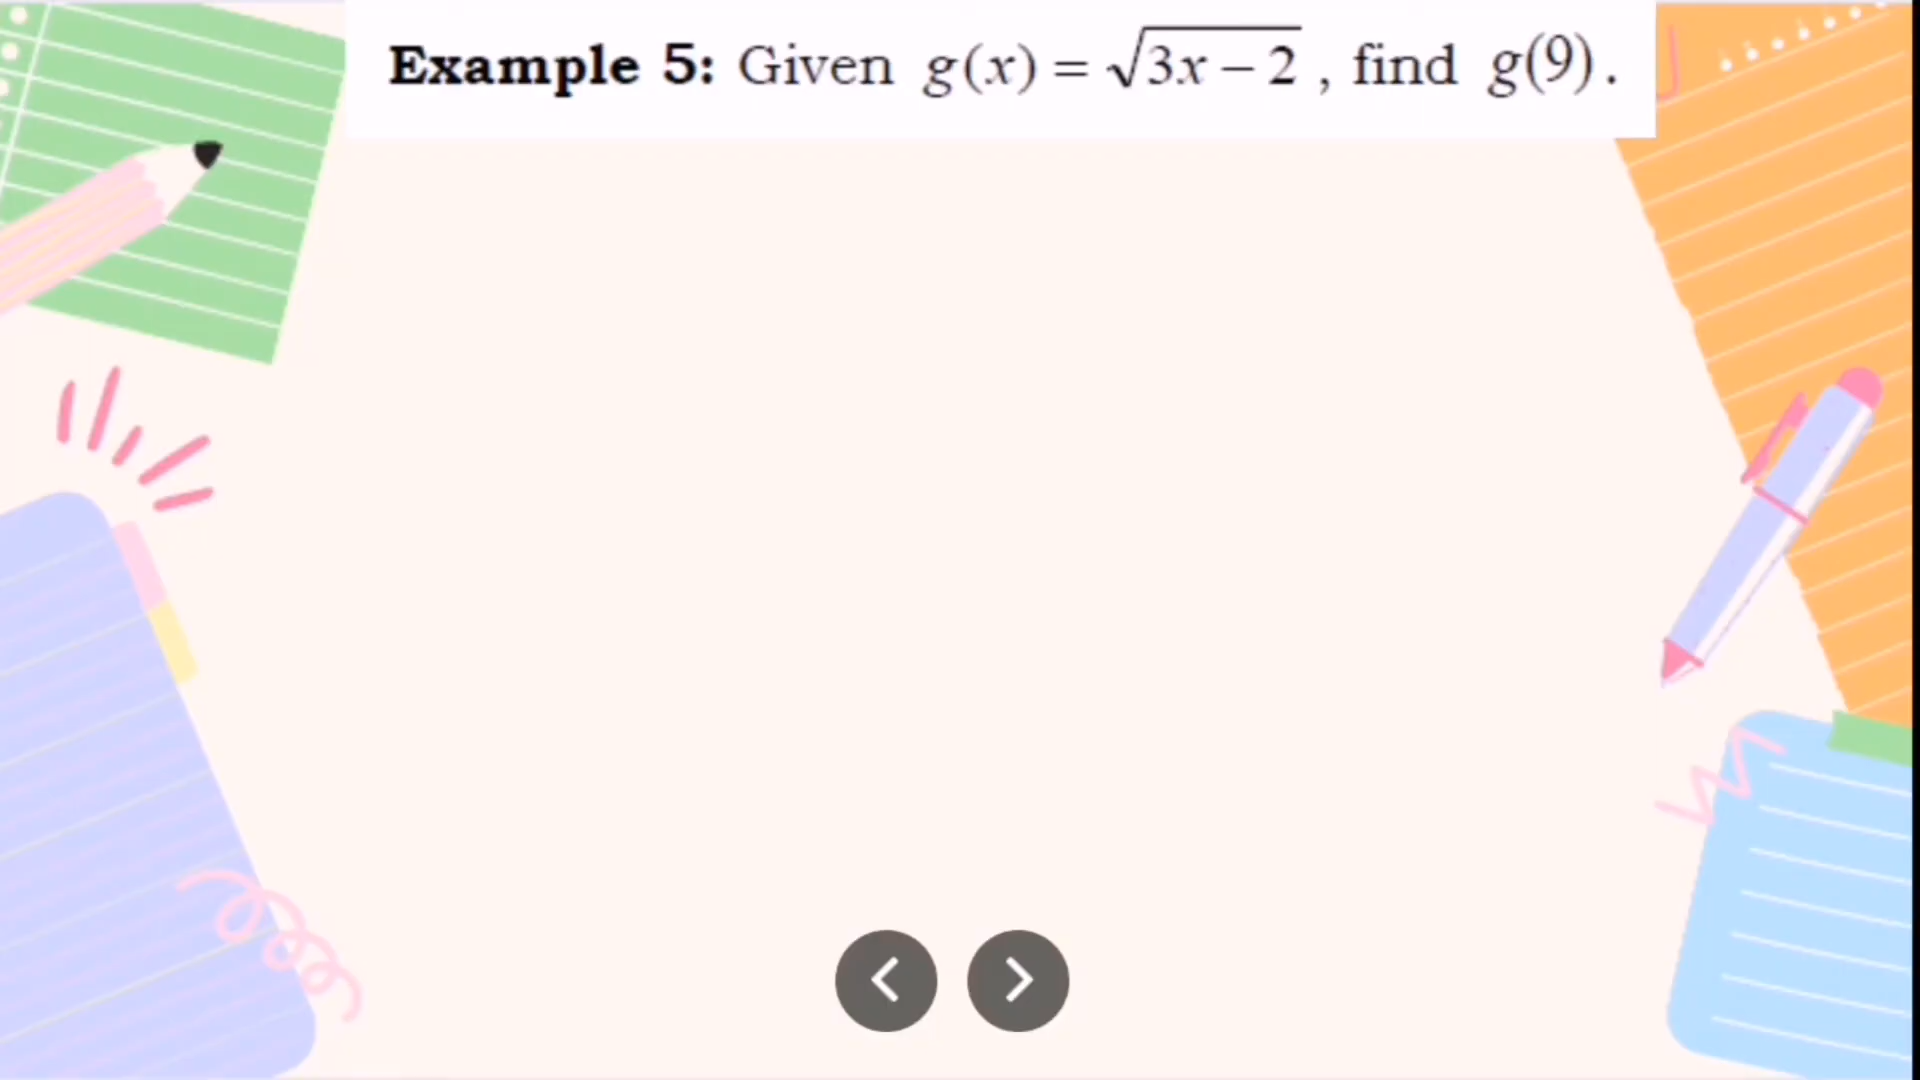 Example 5: Given g(x) = √3x – 2 , find g(9) .